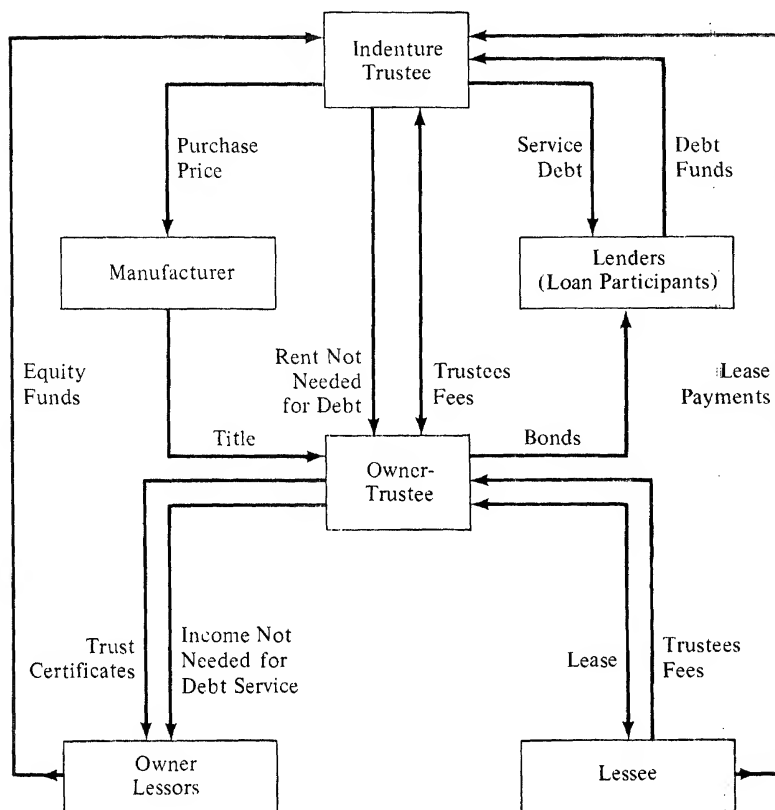 Indenture
Trustee
Purchase
Price
Service
Debt
Debt
Funds
Manufacturer
Lenders
(Loan Participants)
Equity
Funds
Rent Not
Needed
for Debt
Trustees
Fees
Lease
Payments
Title
Bonds
Owner-
Trustee
Trust
Certificates
Income Not
Needed for
Debt Service
Lease
Trustees
Fees
Owner
Lessors
Lessee